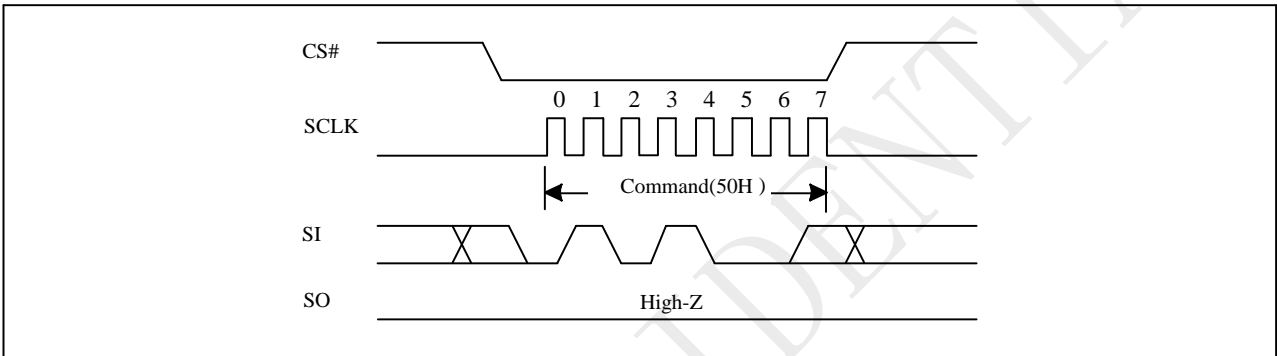 CS#
0 1 2 3 4 5 6 7
SCLK
Command(50H )
SI
SO High-Z